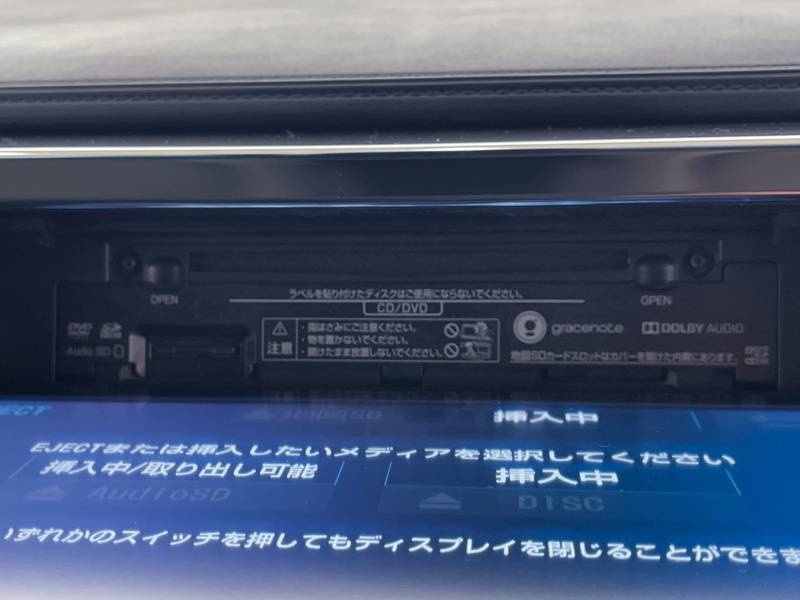 ラベルを貼り付けたディスクはご使用にならないでください。
CD/DVD
OPEN
OPEN
DVD
SD
Audio SD
注意
・指はさみにご注意ください。
・物を置かないでください。
・開けたまま放置しないでください。
gracenote
DOLBY AUDIO
地図SDカードスロットはカバーを開けた内側にあります。
EJECT
挿入中
EJECTまたは挿入したいメディアを選択してください
挿入中/取り出し可能
挿入中
AudioSD
DISC
いずれかのスイッチを押してもディスプレイを閉じることができま